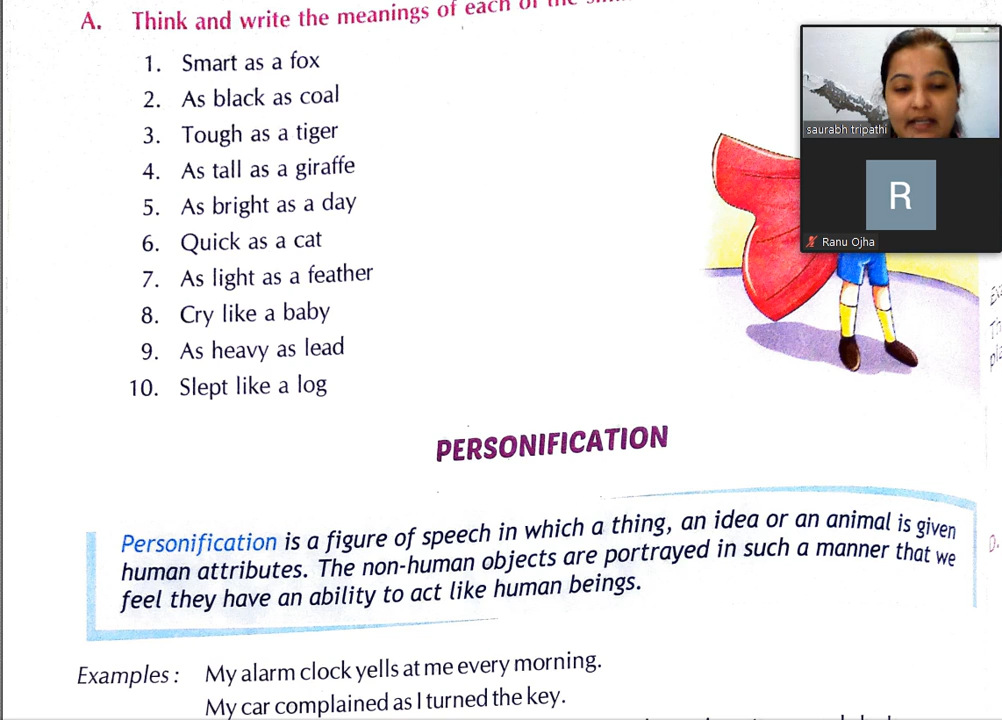 A. Think and write the meanings of each of the
1. Smart as a fox
2. As black as coal
3. Tough as a tiger
4. As tall as a giraffe
5. As bright as a day
6. Quick as a cat
7. As light as a feather
8. Cry like a baby
9. As heavy as lead
10. Slept like a log
saurabh tripathi
R
Ranu Ojha
PERSONIFICATION
Personification is a figure of speech in which a thing, an idea or an animal is given
human attributes. The non-human objects are portrayed in such a manner that we
feel they have an ability to act like human beings.
Examples : My alarm clock yells at me every morning.
My car complained as I turned the key.
D.